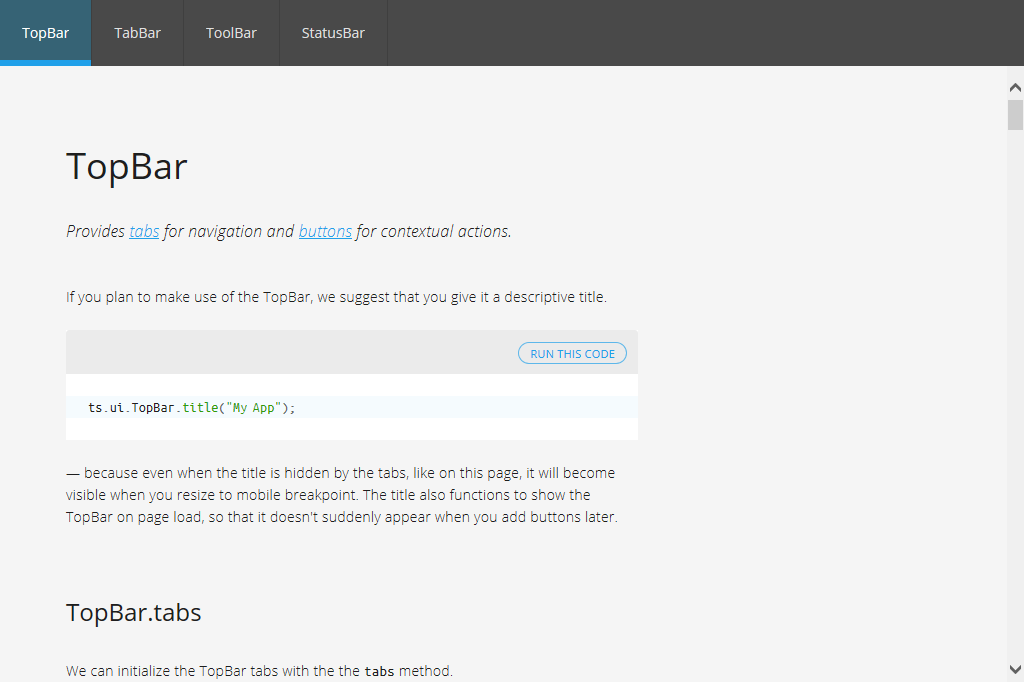 TopBar TabBar ToolBar StatusBar
TopBar
Provides tabs for navigation and buttons for contextual actions.
If you plan to make use of the TopBar, we suggest that you give it a descriptive title.
RUN THIS CODE
ts.ui.TopBar.title("My App");
— because even when the title is hidden by the tabs, like on this page, it will become
visible when you resize to mobile breakpoint. The title also functions to show the
TopBar on page load, so that it doesn't suddenly appear when you add buttons later.
TopBar.tabs
We can initialize the TopBar tabs with the the tabs method.